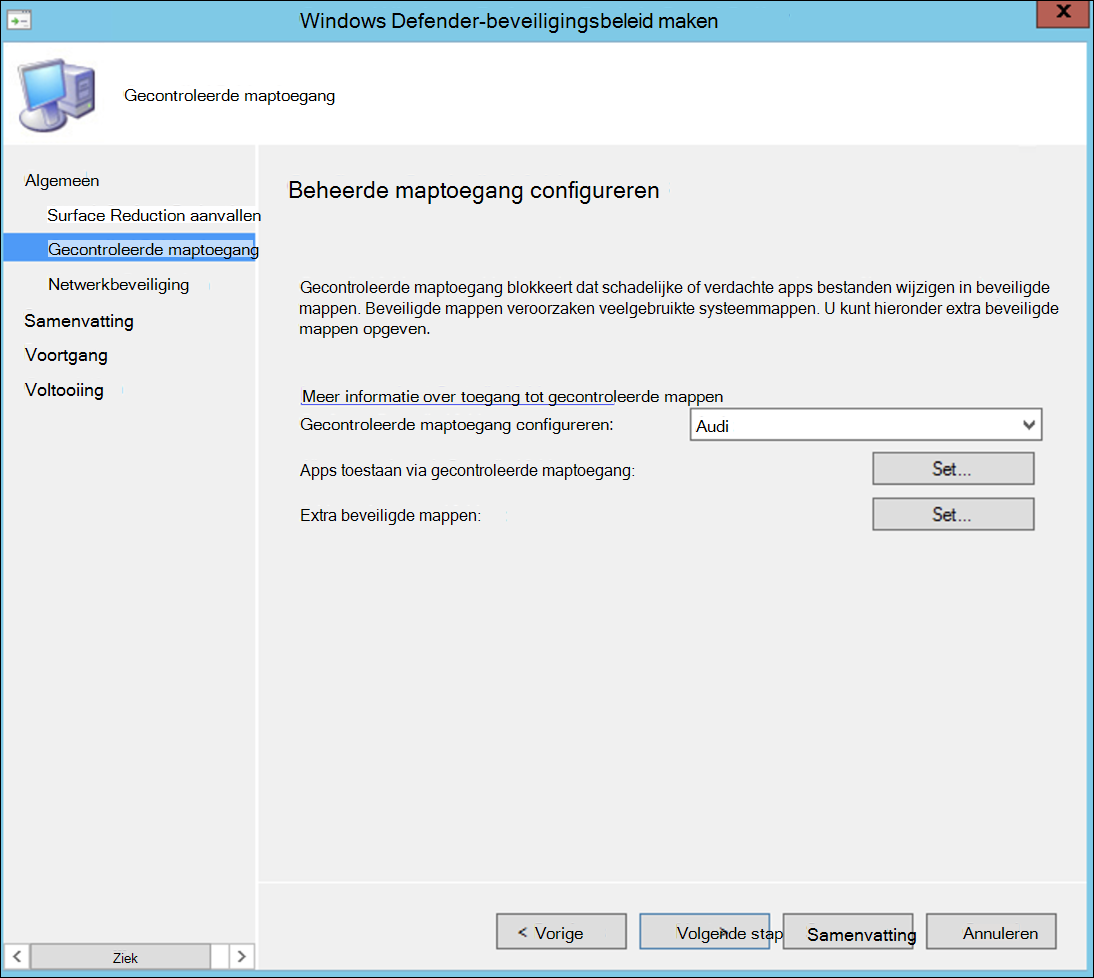 Windows Defender-beveiligingsbeleid maken
X
Gecontroleerde maptoegang
Algemeen
Surface Reduction aanvallen
Gecontroleerde maptoegang
Netwerkbeveiliging
Samenvatting
Voortgang
Voltooiing
Beheerde maptoegang configureren
Gecontroleerde maptoegang blokkeert dat schadelijke of verdachte apps bestanden wijzigen in beveiligde
mappen. Beveiligde mappen veroorzaken veelgebruikte systeemmappen. U kunt hieronder extra beveiligde
mappen opgeven.
Meer informatie over toegang tot gecontroleerde mappen
Gecontroleerde maptoegang configureren: Audi
Apps toestaan via gecontroleerde maptoegang: Set...
Extra beveiligde mappen: Set...
< Vorige Volgende stap > Samenvatting Annuleren
< Ziek >